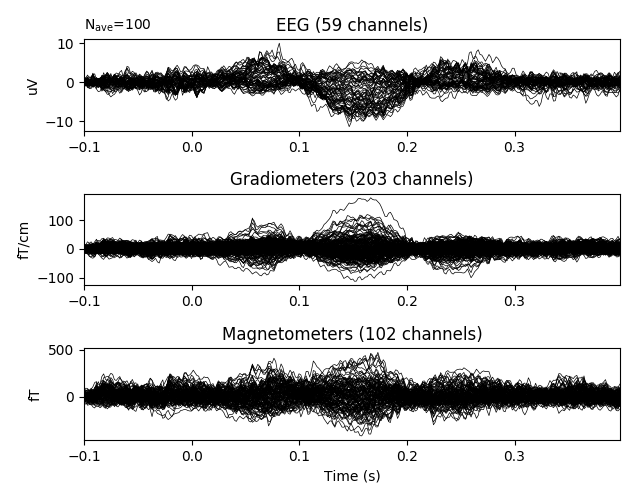 N_ave=100
EEG (59 channels)
10
0
−10
uV
−0.1 0.0 0.1 0.2 0.3
Gradiometers (203 channels)
100
0
−100
fT/cm
−0.1 0.0 0.1 0.2 0.3
Magnetometers (102 channels)
500
0
fT
−0.1 0.0 0.1 0.2 0.3
Time (s)